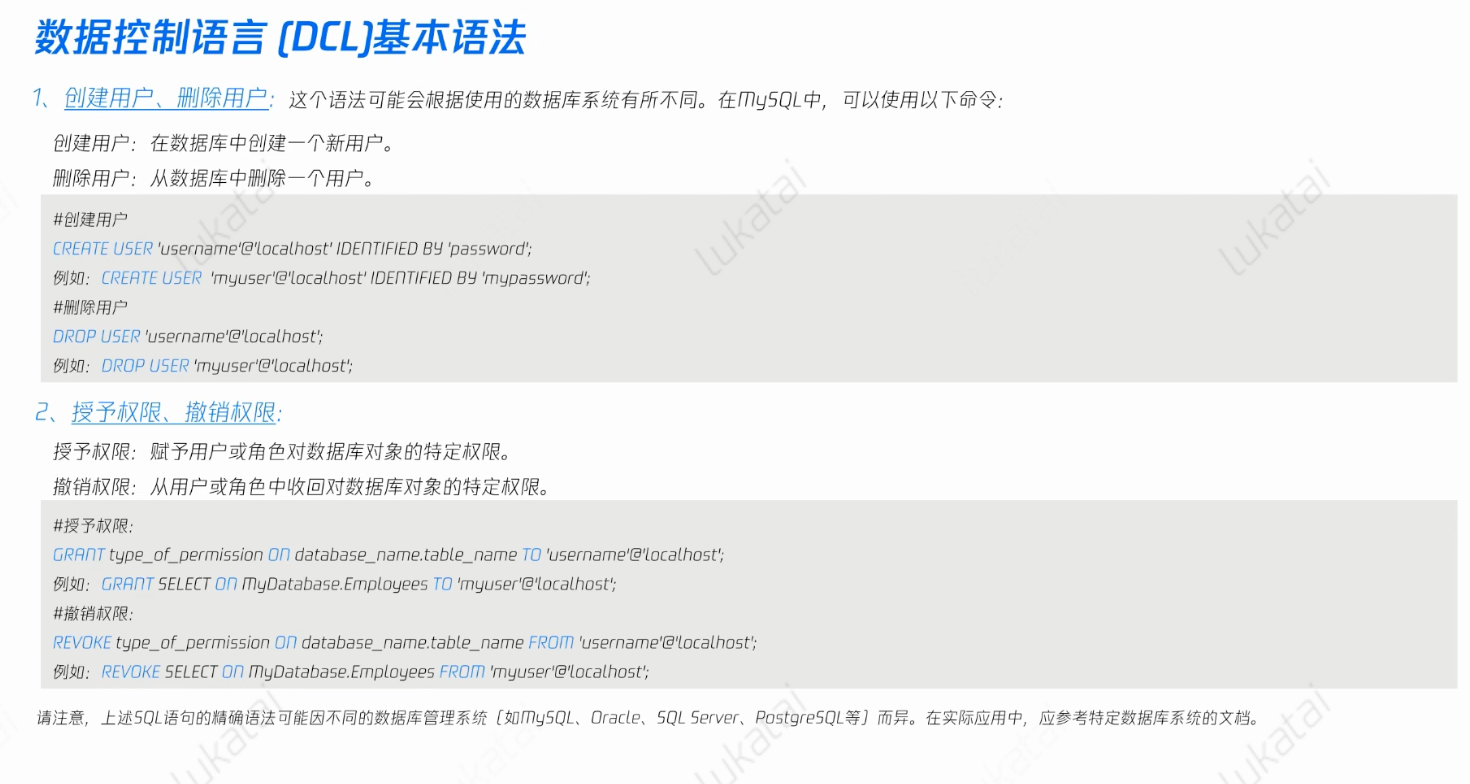 数据控制语言 (DCL)基本语法
1、创建用户、删除用户: 这个语法可能会根据使用的数据库系统有所不同。在MySQL中，可以使用以下命令:
创建用户：在数据库中创建一个新用户。
删除用户：从数据库中删除一个用户。
#创建用户
CREATE USER 'username'@'localhost' IDENTIFIED BY 'password';
例如：CREATE USER 'myuser'@'localhost' IDENTIFIED BY 'mypassword';
#删除用户
DROP USER 'username'@'localhost';
例如：DROP USER 'myuser'@'localhost';
2、授予权限、撤销权限:
授予权限：赋予用户或角色对数据库对象的特定权限。
撤销权限：从用户或角色中收回对数据库对象的特定权限。
#授予权限:
GRANT type_of_permission ON database_name.table_name TO 'username'@'localhost';
例如：GRANT SELECT ON MyDatabase.Employees TO 'myuser'@'localhost';
#撤销权限:
REVOKE type_of_permission ON database_name.table_name FROM 'username'@'localhost';
例如：REVOKE SELECT ON MyDatabase.Employees FROM 'myuser'@'localhost';
请注意，上述SQL语句的精确语法可能因不同的数据库管理系统（如MySQL、Oracle、SQL Server、PostgreSQL等）而异。在实际应用中，应参考特定数据库系统的文档。
lukatai
lukatai
lukatai
lukatai
lukatai
lukatai